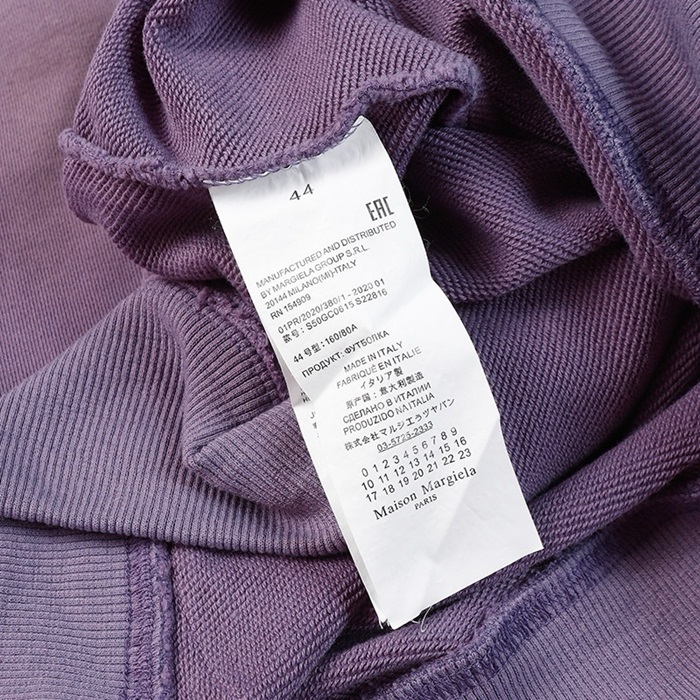 44
EAC
MANUFACTURED AND DISTRIBUTED
BY MARGIELA GROUP S.R.L.
20144 MILANO(MI)-ITALY
RN 154909
01PR/2020/380/1 - 2020 01
款号: S50GC0615 S22816
44 号型:160/80A
ПРОДУКТ: ФУТБОЛКА
MADE IN ITALY
FABRIQUÉ EN ITALIE
イタリア製
原产国: 意大利製造
СДЕЛАНО В ИТАЛИИ
PRODUZIDO NA ITALIA
株式会社マルジエラジャパン
03-5725-2333
0 1 2 3 4 5 6 7 8 9
10 11 12 13 14 15 16
17 18 19 20 21 22 23
Maison Margiela
PARIS